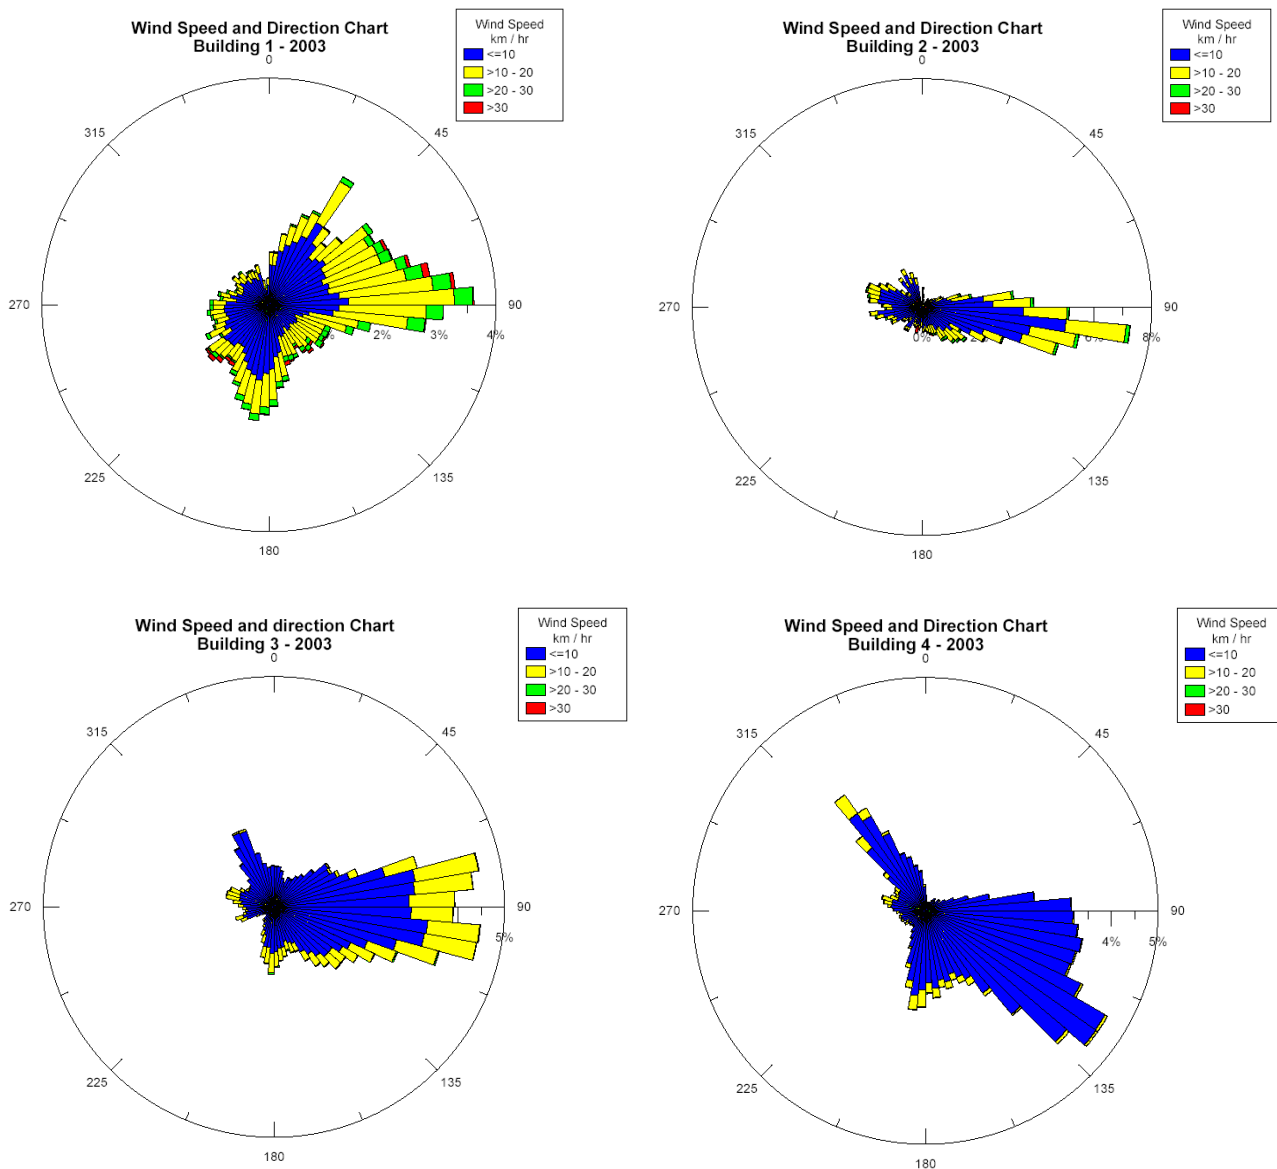 Wind Speed and Direction Chart
Building 1 - 2003
Wind Speed
km / hr
<=10
>10 - 20
>20 - 30
>30
0
45
90
135
180
225
270
315
2%
3%
4%
Wind Speed and Direction Chart
Building 2 - 2003
Wind Speed
km / hr
<=10
>10 - 20
>20 - 30
>30
0
45
90
135
180
225
270
315
0%
8%
Wind Speed and direction Chart
Building 3 - 2003
Wind Speed
km / hr
<=10
>10 - 20
>20 - 30
>30
0
45
90
135
180
225
270
315
5%
Wind Speed and Direction Chart
Building 4 - 2003
Wind Speed
km / hr
<=10
>10 - 20
>20 - 30
>30
0
45
90
135
180
225
270
315
4%
5%